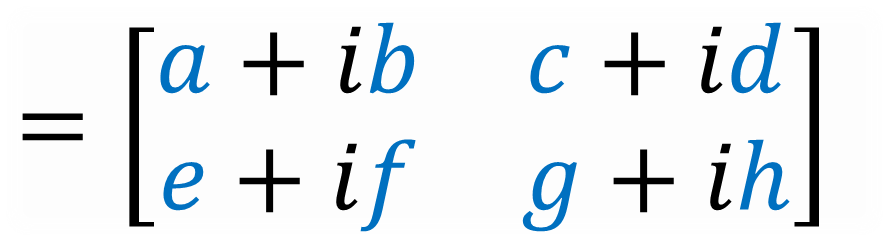 = [a + ib c + id
e + if g + ih]